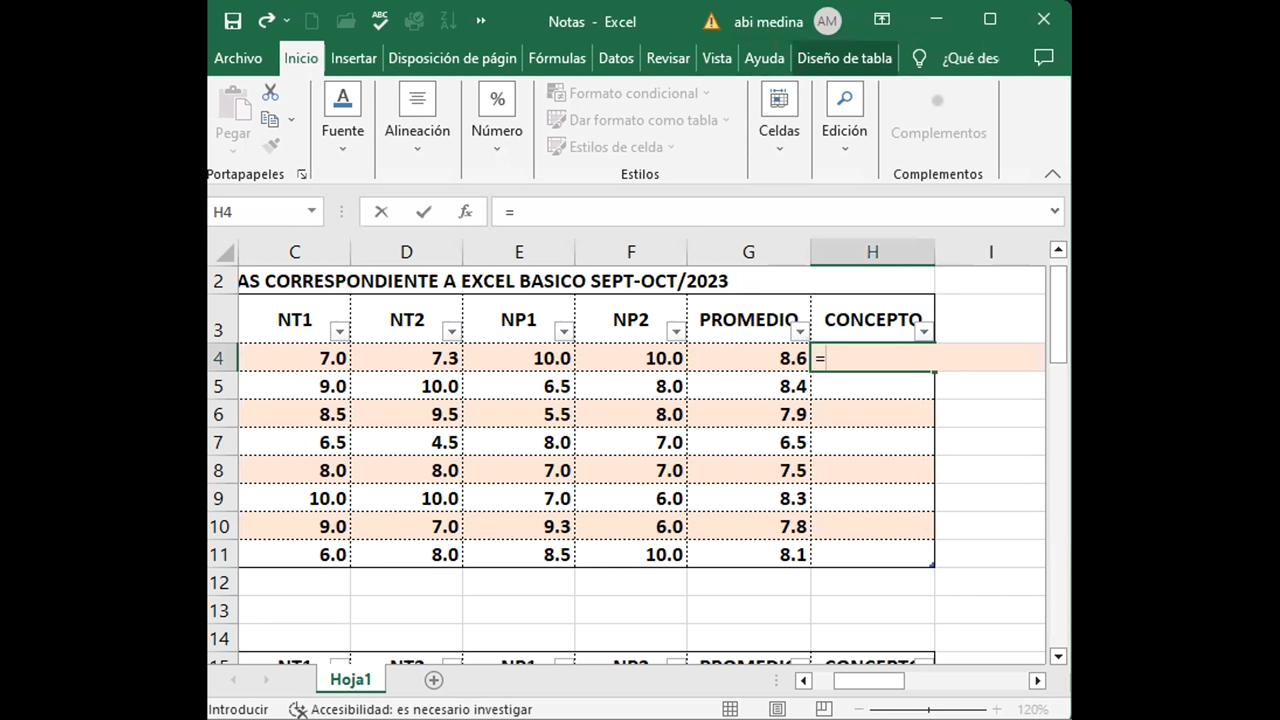 ABC
Notas - Excel
abi medina
AM
Archivo Inicio Insertar Disposición de págin Fórmulas Datos Revisar Vista Ayuda Diseño de tabla ¿Qué des
Pegar
Fuente
Alineación
%
Número
Formato condicional
Dar formato como tabla
Estilos de celda
Celdas
Edición
Complementos
Portapapeles
Estilos
Complementos
H4
fx
=
C D E F G H I
2 AS CORRESPONDIENTE A EXCEL BASICO SEPT-OCT/2023
3 NT1 NT2 NP1 NP2 PROMEDIO CONCEPTO
4 7.0 7.3 10.0 10.0 8.6 =
5 9.0 10.0 6.5 8.0 8.4
6 8.5 9.5 5.5 8.0 7.9
7 6.5 4.5 8.0 7.0 6.5
8 8.0 8.0 7.0 7.0 7.5
9 10.0 10.0 7.0 6.0 8.3
10 9.0 7.0 9.3 6.0 7.8
11 6.0 8.0 8.5 10.0 8.1
12
13
14
15 NT1 NT2 NP1 NP2 PROMEDIO CONCEPTO
Hoja1
Introducir
Accesibilidad: es necesario investigar
120%